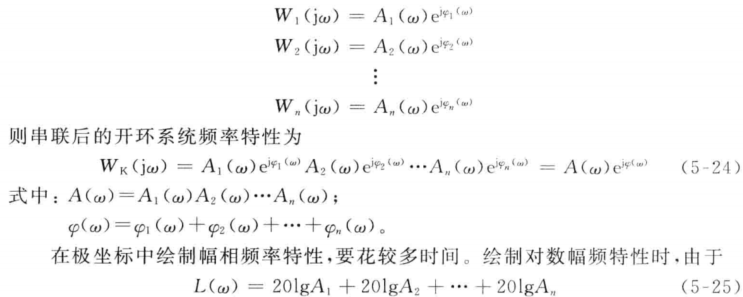 W₁(jω) = A₁(ω)e^{jφ₁(ω)}
W₂(jω) = A₂(ω)e^{jφ₂(ω)}
⋮
Wₙ(jω) = Aₙ(ω)e^{jφₙ(ω)}
则串联后的开环系统频率特性为
W_K(jω) = A₁(ω)e^{jφ₁(ω)}A₂(ω)e^{jφ₂(ω)}⋯Aₙ(ω)e^{jφₙ(ω)} = A(ω)e^{jφ(ω)} (5-24)
式中：A(ω)=A₁(ω)A₂(ω)⋯Aₙ(ω)；
φ(ω)=φ₁(ω)+φ₂(ω)+⋯+φₙ(ω)。
在极坐标中绘制幅相频率特性,要花较多时间。绘制对数幅频特性时,由于
L(ω) = 20lgA₁ + 20lgA₂ + ⋯ + 20lgAₙ (5-25)